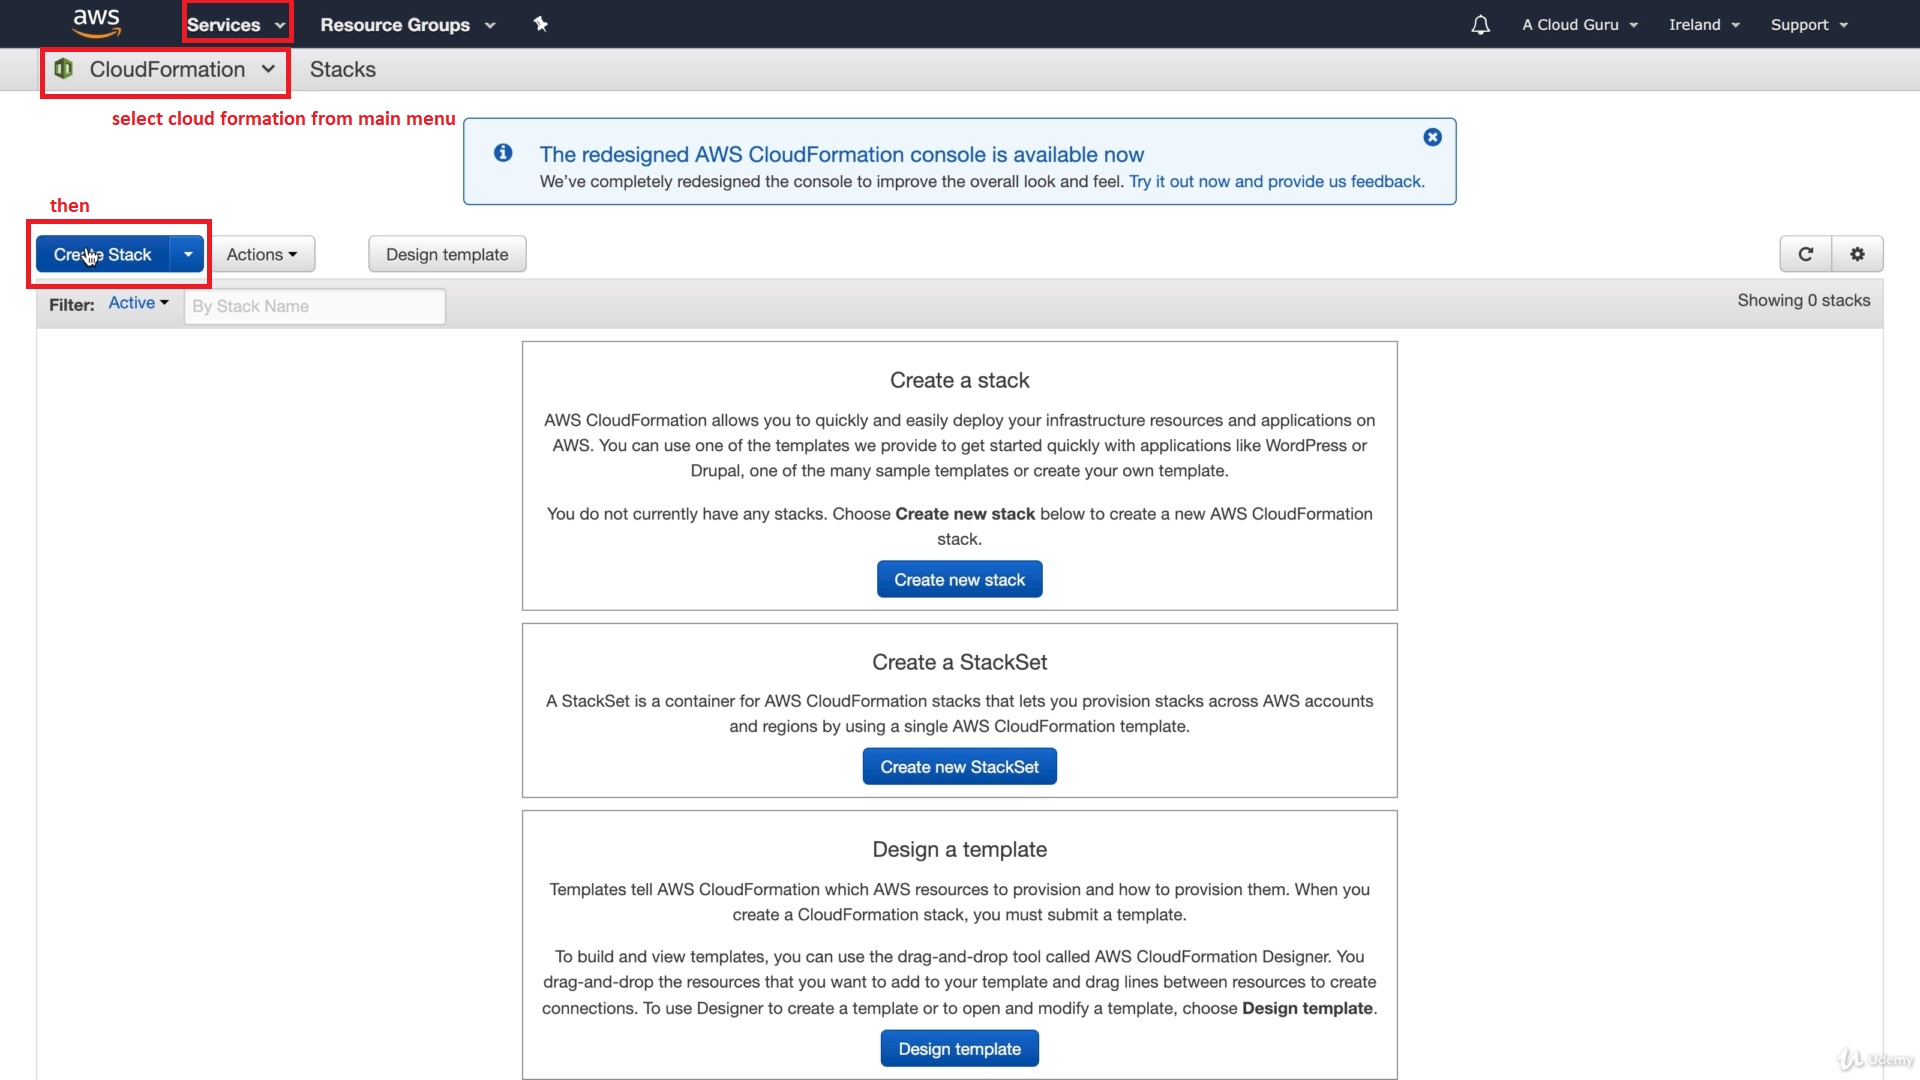 aws Services Resource Groups A Cloud Guru Ireland Support
CloudFormation Stacks
select cloud formation from main menu
The redesigned AWS CloudFormation console is available now
We've completely redesigned the console to improve the overall look and feel. Try it out now and provide us feedback.
then
Create Stack Actions Design template
Filter: Active By Stack Name Showing 0 stacks
Create a stack
AWS CloudFormation allows you to quickly and easily deploy your infrastructure resources and applications on
AWS. You can use one of the templates we provide to get started quickly with applications like WordPress or
Drupal, one of the many sample templates or create your own template.
You do not currently have any stacks. Choose Create new stack below to create a new AWS CloudFormation
stack.
Create new stack
Create a StackSet
A StackSet is a container for AWS CloudFormation stacks that lets you provision stacks across AWS accounts
and regions by using a single AWS CloudFormation template.
Create new StackSet
Design a template
Templates tell AWS CloudFormation which AWS resources to provision and how to provision them. When you
create a CloudFormation stack, you must submit a template.
To build and view templates, you can use the drag-and-drop tool called AWS CloudFormation Designer. You
drag-and-drop the resources that you want to add to your template and drag lines between resources to create
connections. To use Designer to create a template or to open and modify a template, choose Design template.
Design template
Udemy